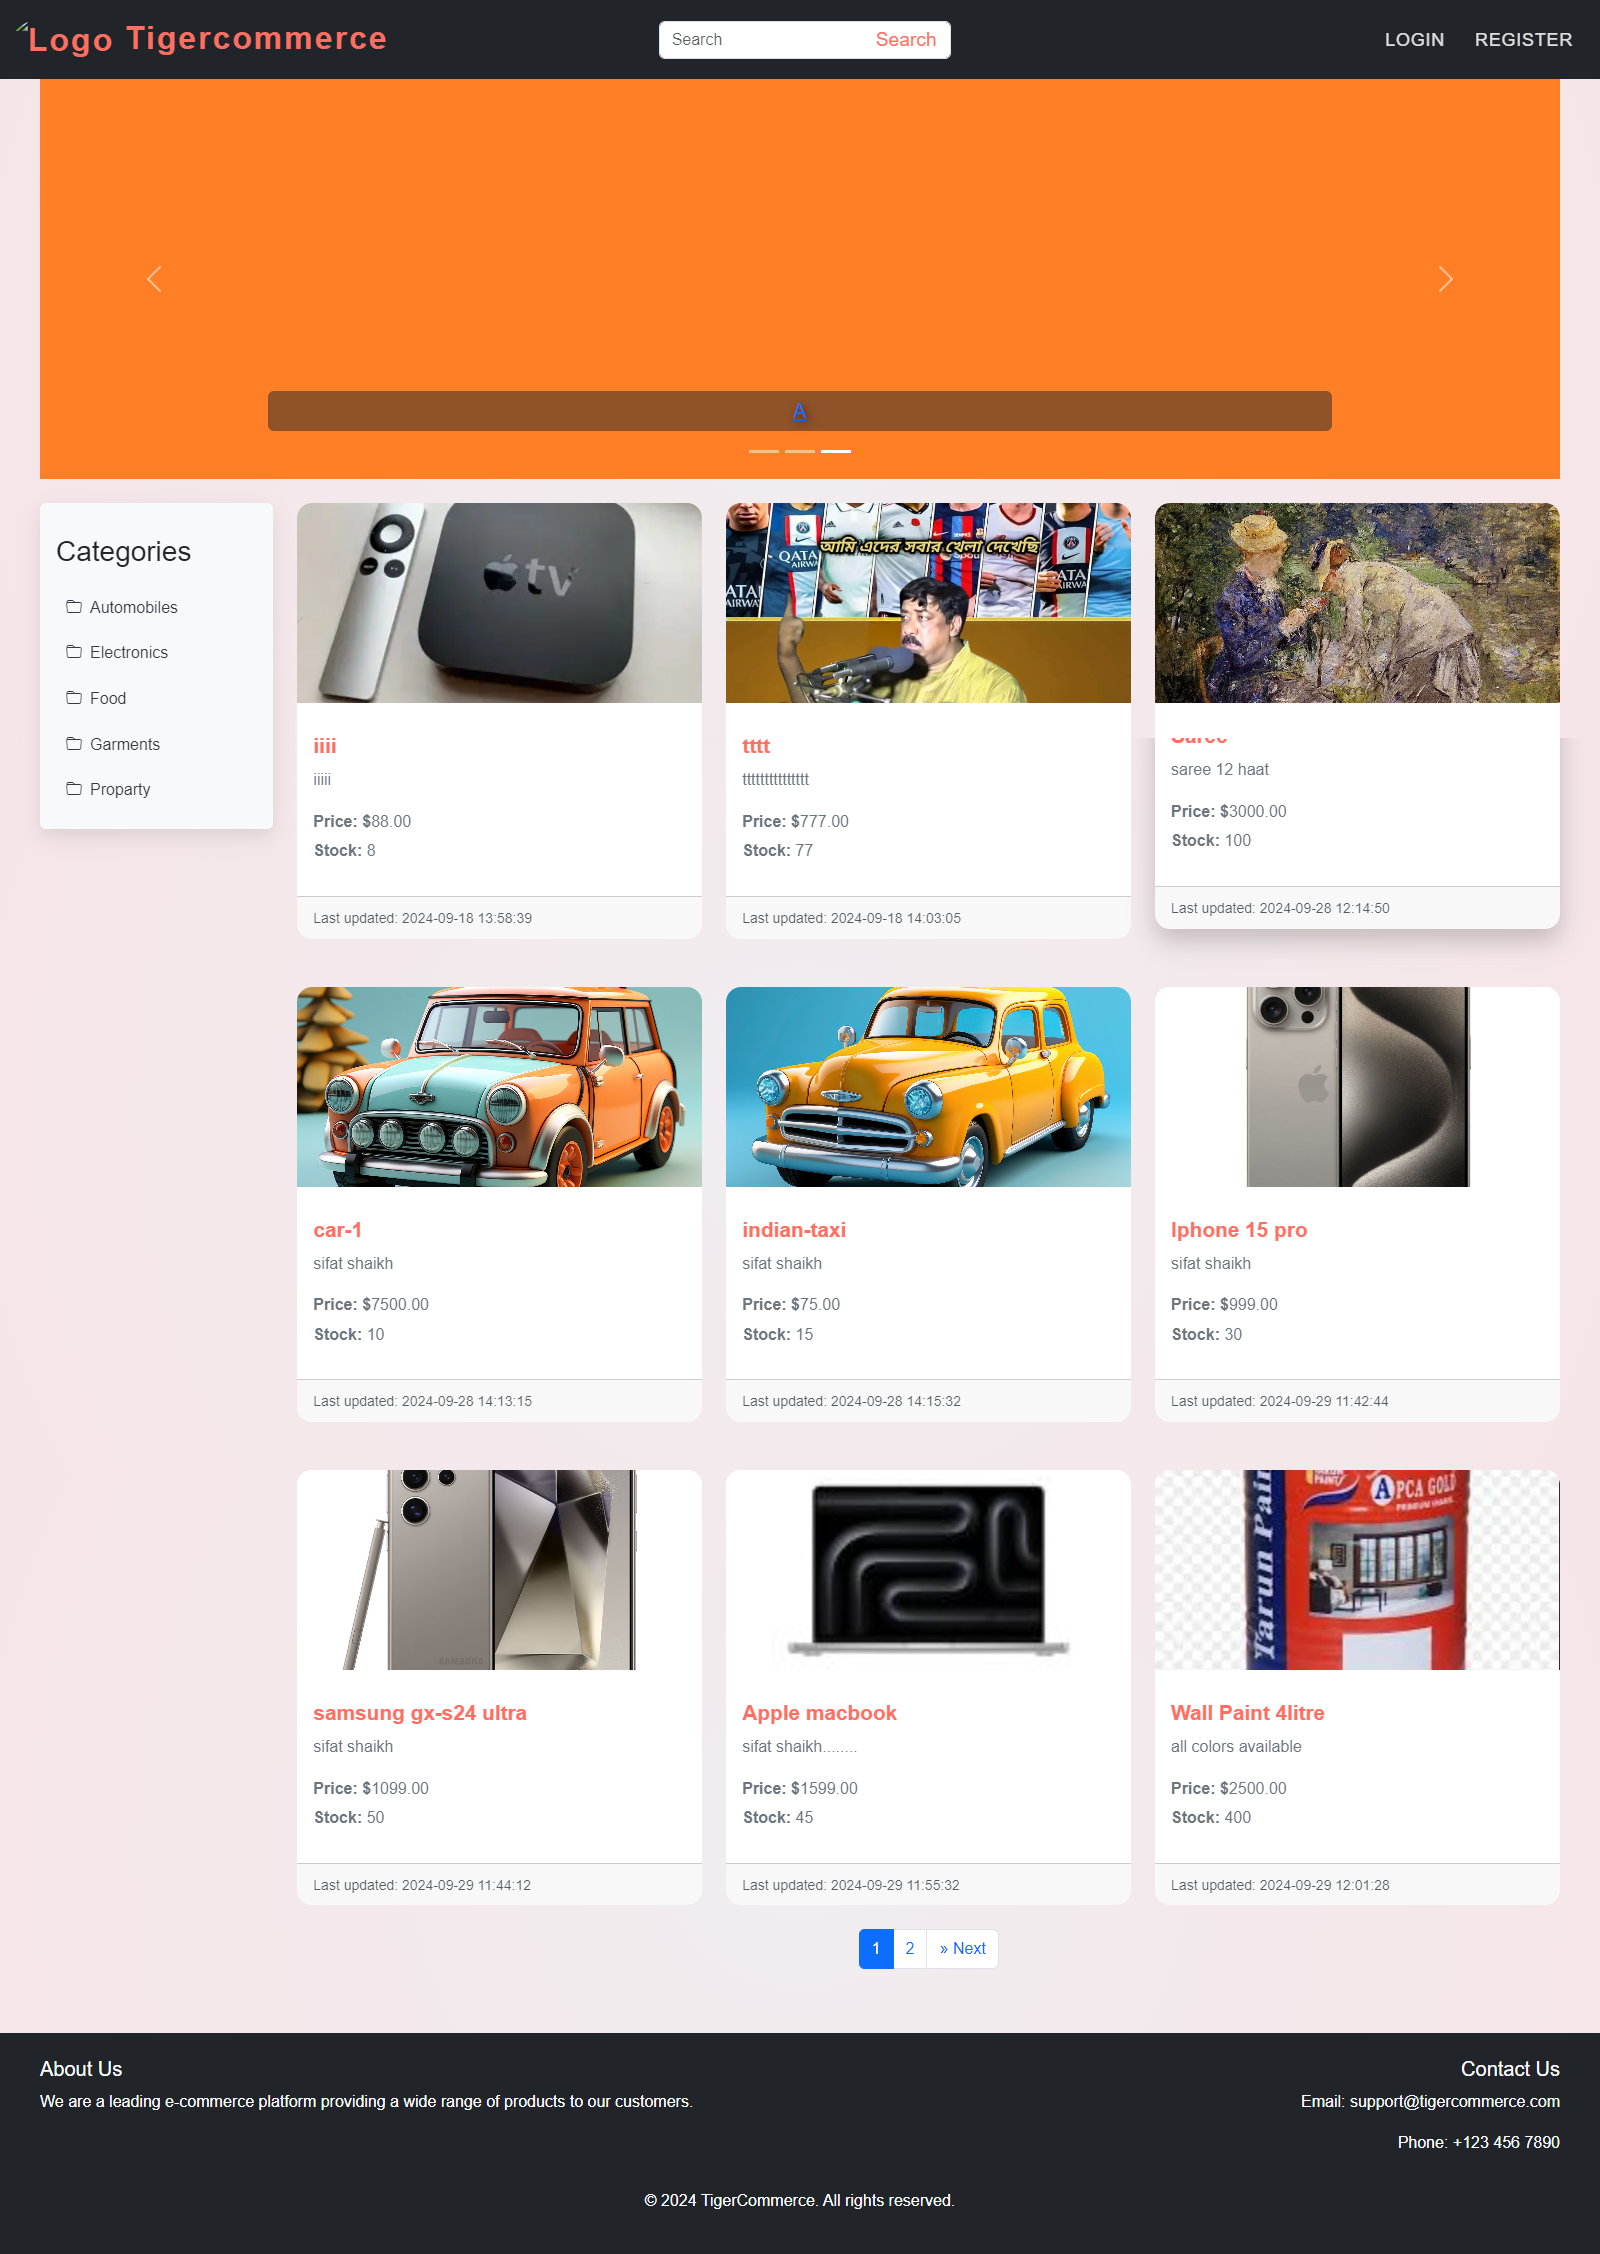 Logo Tigercommerce
Search
Search
LOGIN
REGISTER
A
Categories
Automobiles
Electronics
Food
Garments
Proparty
tv
iiii
iiiii
Price: $88.00
Stock: 8
Last updated: 2024-09-18 13:58:39
QATAR
AIRWA
আমি এদের সবার খেলা দেখেছি
ATA
AIRWA
tttt
ttttttttttttttt
Price: $777.00
Stock: 77
Last updated: 2024-09-18 14:03:05
Saree
saree 12 haat
Price: $3000.00
Stock: 100
Last updated: 2024-09-28 12:14:50
car-1
sifat shaikh
Price: $7500.00
Stock: 10
Last updated: 2024-09-28 14:13:15
indian-taxi
sifat shaikh
Price: $75.00
Stock: 15
Last updated: 2024-09-28 14:15:32
Iphone 15 pro
sifat shaikh
Price: $999.00
Stock: 30
Last updated: 2024-09-29 11:42:44
SAMSUNG
samsung gx-s24 ultra
sifat shaikh
Price: $1099.00
Stock: 50
Last updated: 2024-09-29 11:44:12
Apple macbook
sifat shaikh........
Price: $1599.00
Stock: 45
Last updated: 2024-09-29 11:55:32
Tarun Pain
APCA GOLD
Wall Paint 4litre
all colors available
Price: $2500.00
Stock: 400
Last updated: 2024-09-29 12:01:28
1 2 » Next
About Us
We are a leading e-commerce platform providing a wide range of products to our customers.
Contact Us
Email: support@tigercommerce.com
Phone: +123 456 7890
© 2024 TigerCommerce. All rights reserved.